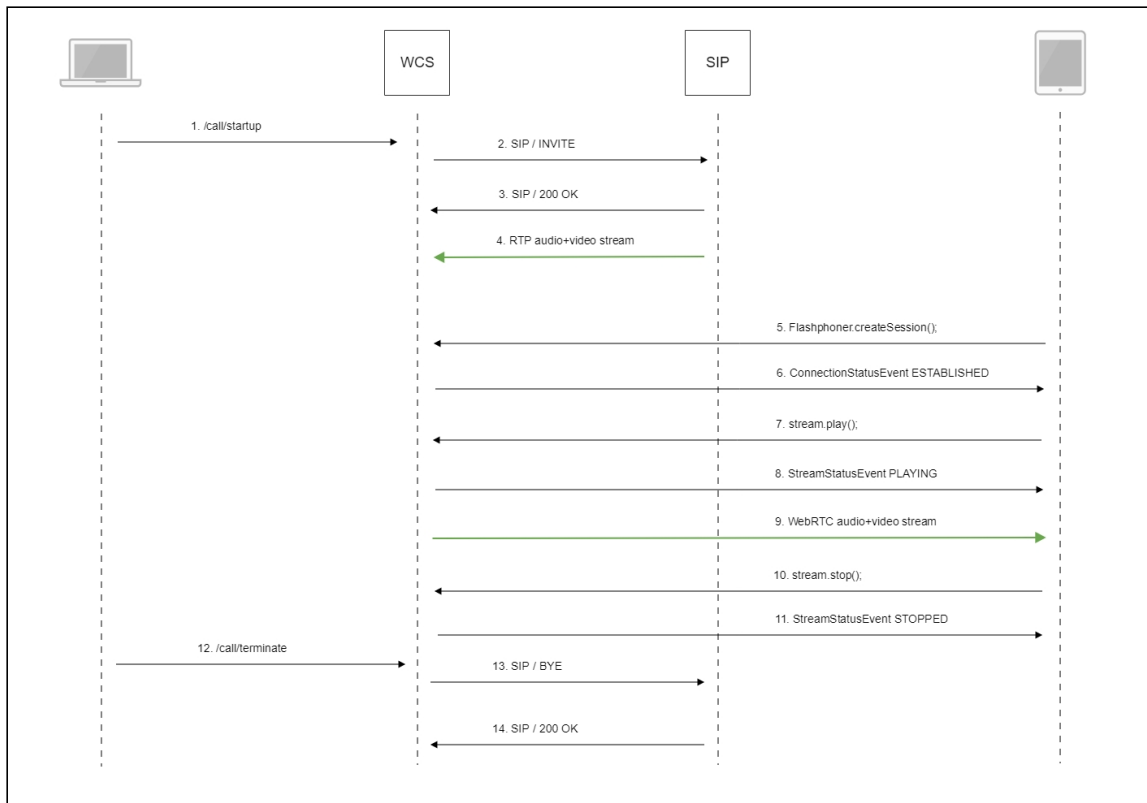 WCS
SIP
1. /call/startup
2. SIP / INVITE
3. SIP / 200 OK
4. RTP audio+video stream
5. Flashphoner.createSession();
6. ConnectionStatusEvent ESTABLISHED
7. stream.play();
8. StreamStatusEvent PLAYING
9. WebRTC audio+video stream
10. stream.stop();
11. StreamStatusEvent STOPPED
12. /call/terminate
13. SIP / BYE
14. SIP / 200 OK